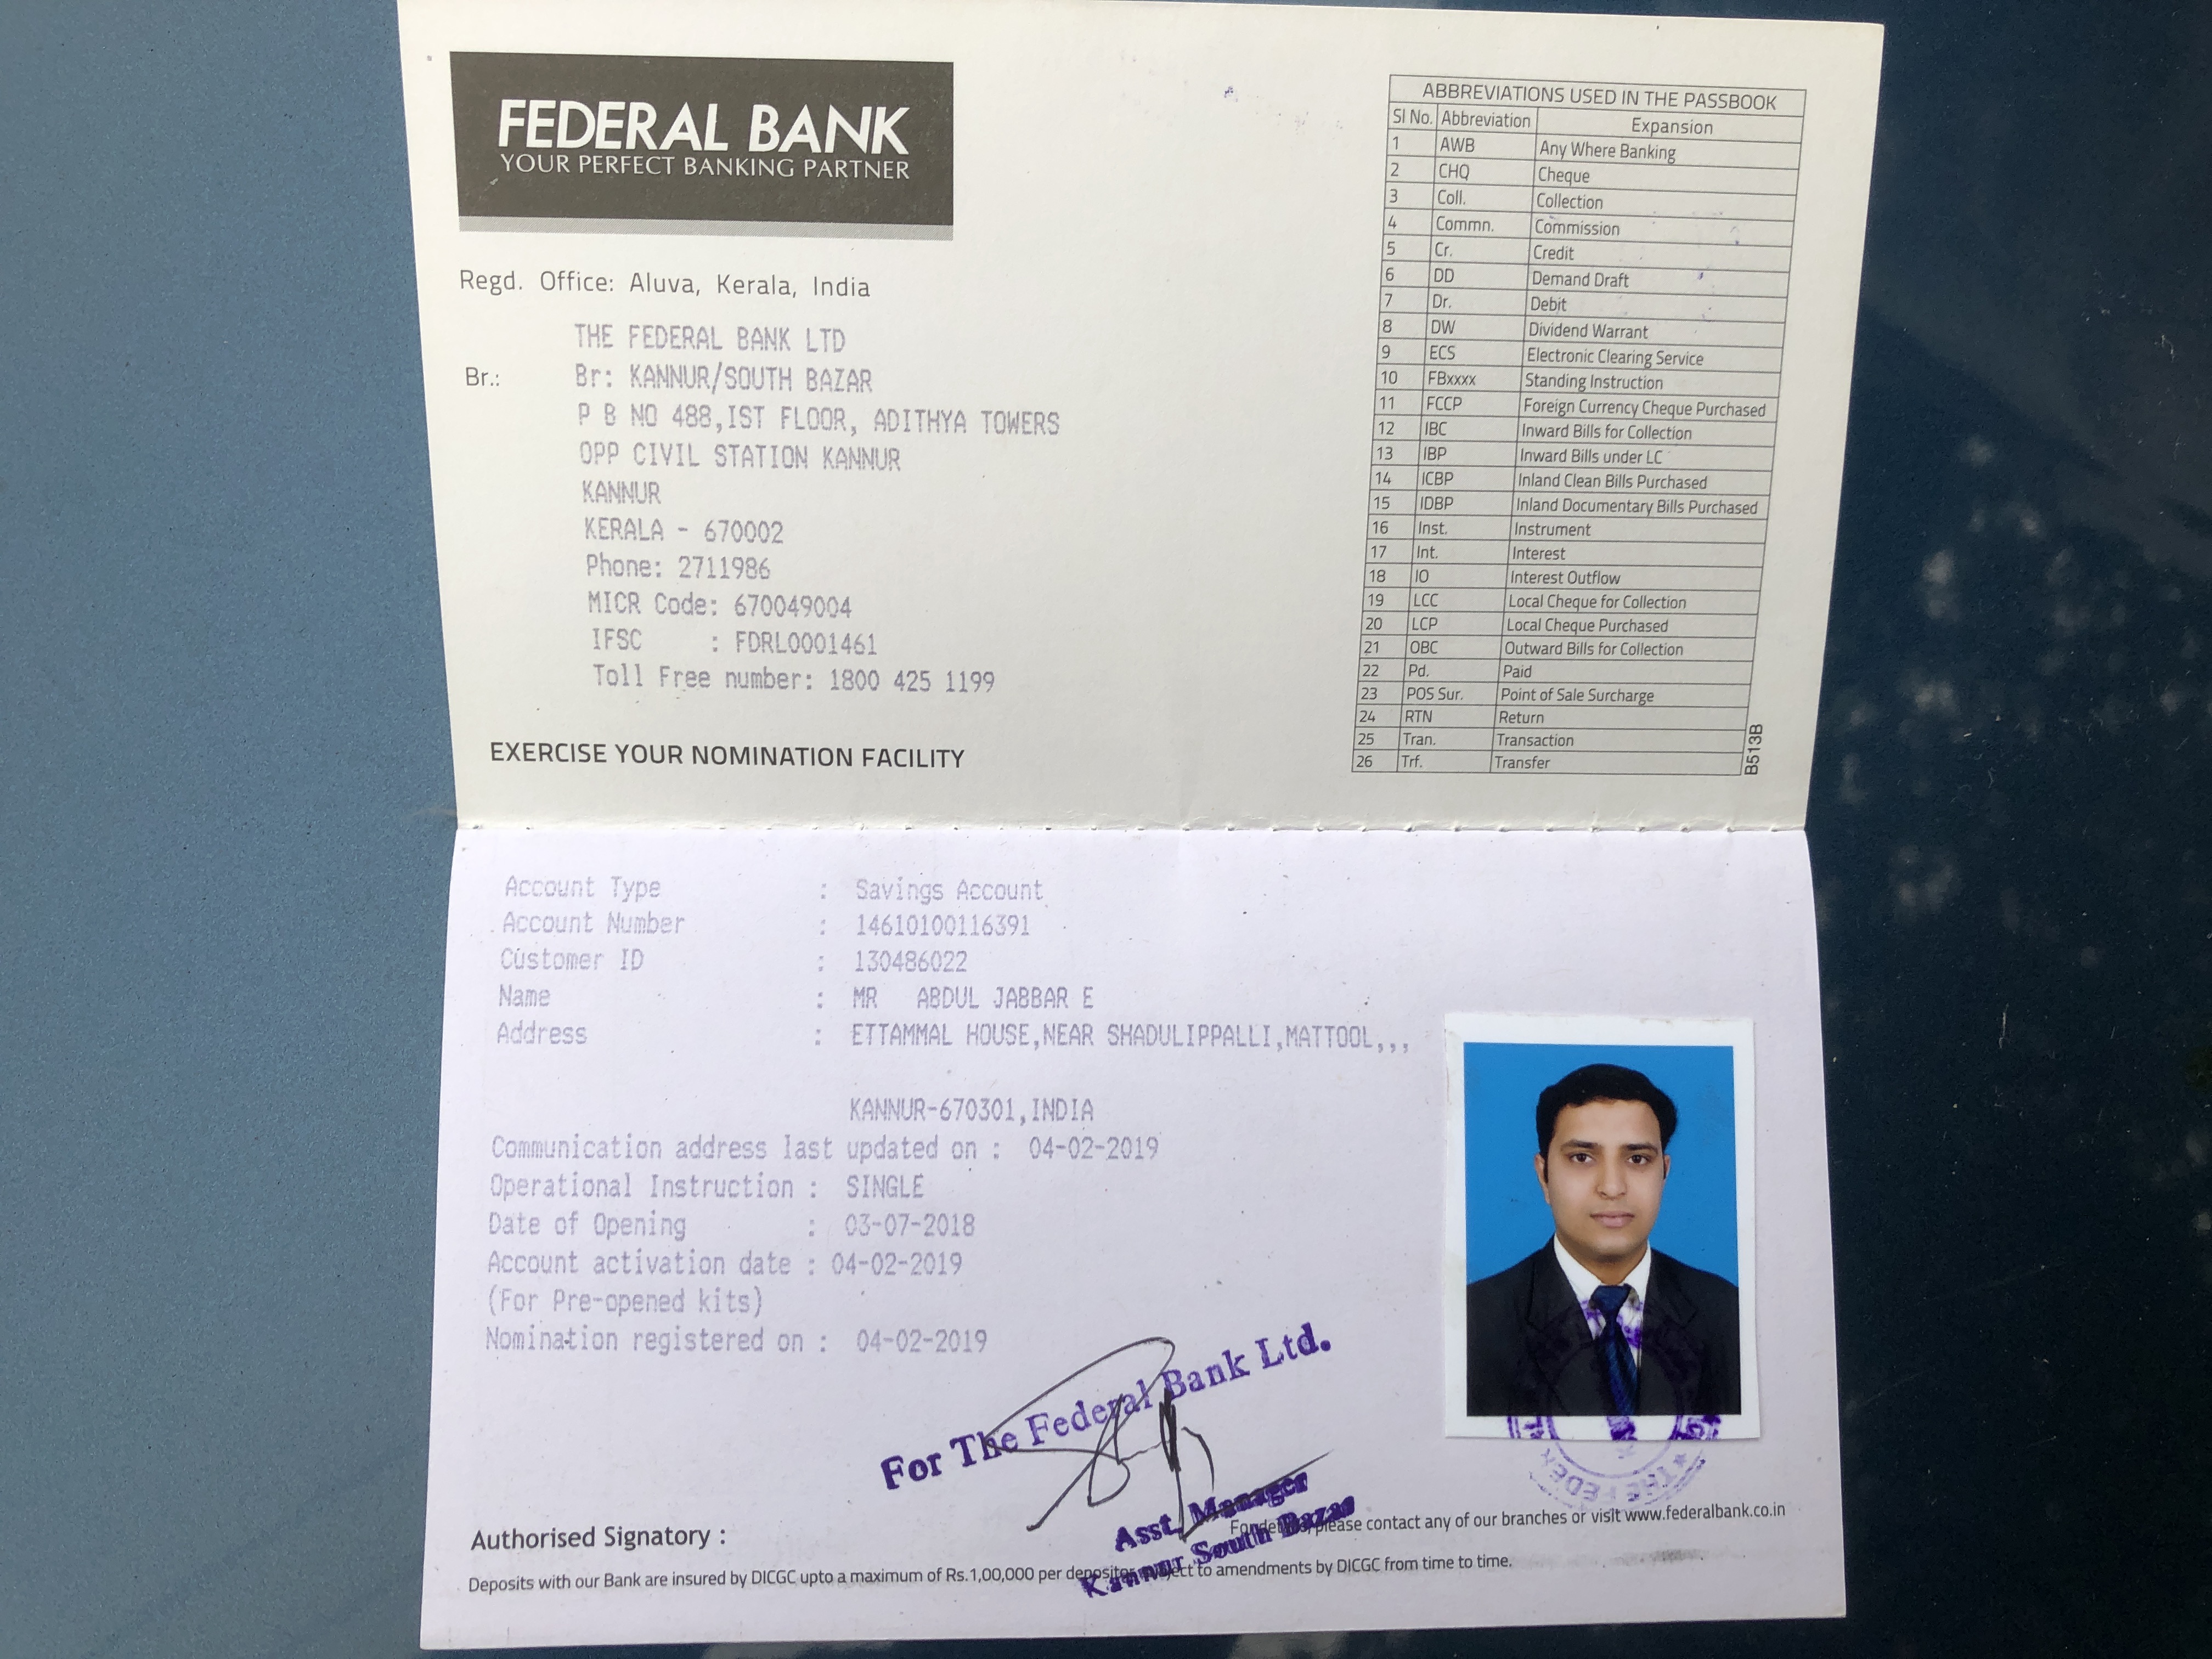 FEDERAL BANK
YOUR PERFECT BANKING PARTNER
Regd. Office: Aluva, Kerala, India
THE FEDERAL BANK LTD
Br.: Br: KANNUR/SOUTH BAZAR
P B NO 488,IST FLOOR, ADITHYA TOWERS
OPP CIVIL STATION KANNUR
KANNUR
KERALA - 670002
Phone: 2711986
MICR Code: 670049004
IFSC : FDRL0001461
Toll Free number: 1800 425 1199
EXERCISE YOUR NOMINATION FACILITY
ABBREVIATIONS USED IN THE PASSBOOK
Sl No. Abbreviation Expansion
1 AWB Any Where Banking
2 CHQ Cheque
3 Coll. Collection
4 Commn. Commission
5 Cr. Credit
6 DD Demand Draft
7 Dr. Debit
8 DW Dividend Warrant
9 ECS Electronic Clearing Service
10 FBxxxx Standing Instruction
11 FCCP Foreign Currency Cheque Purchased
12 IBC Inward Bills for Collection
13 IBP Inward Bills under LC
14 ICBP Inland Clean Bills Purchased
15 IDBP Inland Documentary Bills Purchased
16 Inst. Instrument
17 Int. Interest
18 IO Interest Outflow
19 LCC Local Cheque for Collection
20 LCP Local Cheque Purchased
21 OBC Outward Bills for Collection
22 Pd. Paid
23 POS Sur. Point of Sale Surcharge
24 RTN Return
25 Tran. Transaction
26 Trf. Transfer
B513B
Account Type : Savings Account
Account Number : 14610100116391
Customer ID : 130486022
Name : MR ABDUL JABBAR E
Address : ETTAMMAL HOUSE,NEAR SHADULIPPALLI,MATTOOL,,,
KANNUR-670301,INDIA
Communication address last updated on : 04-02-2019
Operational Instruction : SINGLE
Date of Opening : 03-07-2018
Account activation date : 04-02-2019
(For Pre-opened kits)
Nomination registered on : 04-02-2019
For The Federal Bank Ltd.
Asst. Manager
Kannur South Bazar
Authorised Signatory :
For details, please contact any of our branches or visit www.federalbank.co.in
Deposits with our Bank are insured by DICGC upto a maximum of Rs.1,00,000 per depositor subject to amendments by DICGC from time to time.